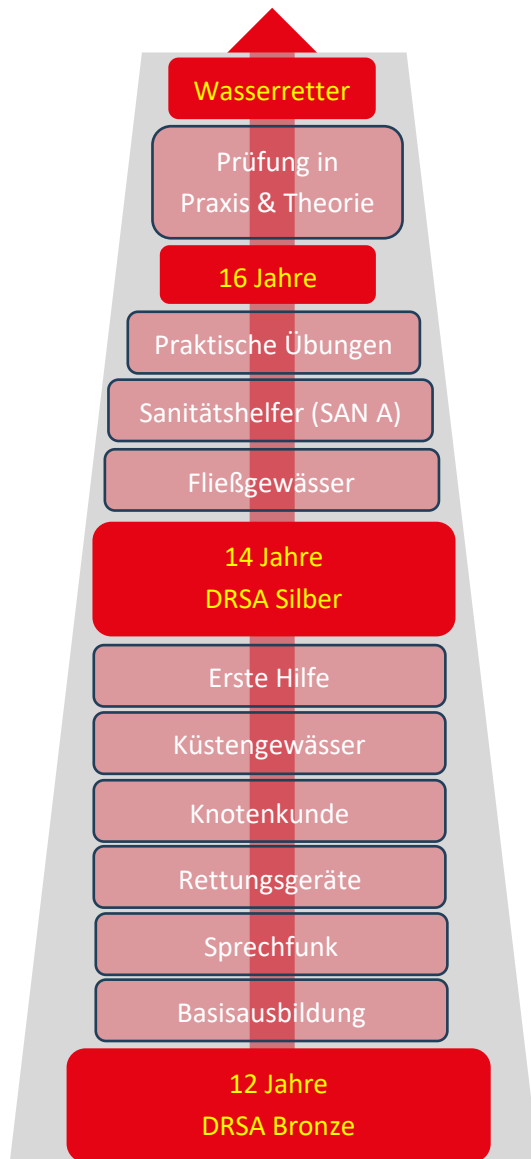 Wasserretter
Prüfung in
Praxis & Theorie
16 Jahre
Praktische Übungen
Sanitätshelfer (SAN A)
Fließgewässer
14 Jahre
DRSA Silber
Erste Hilfe
Küstengewässer
Knotenkunde
Rettungsgeräte
Sprechfunk
Basisausbildung
12 Jahre
DRSA Bronze